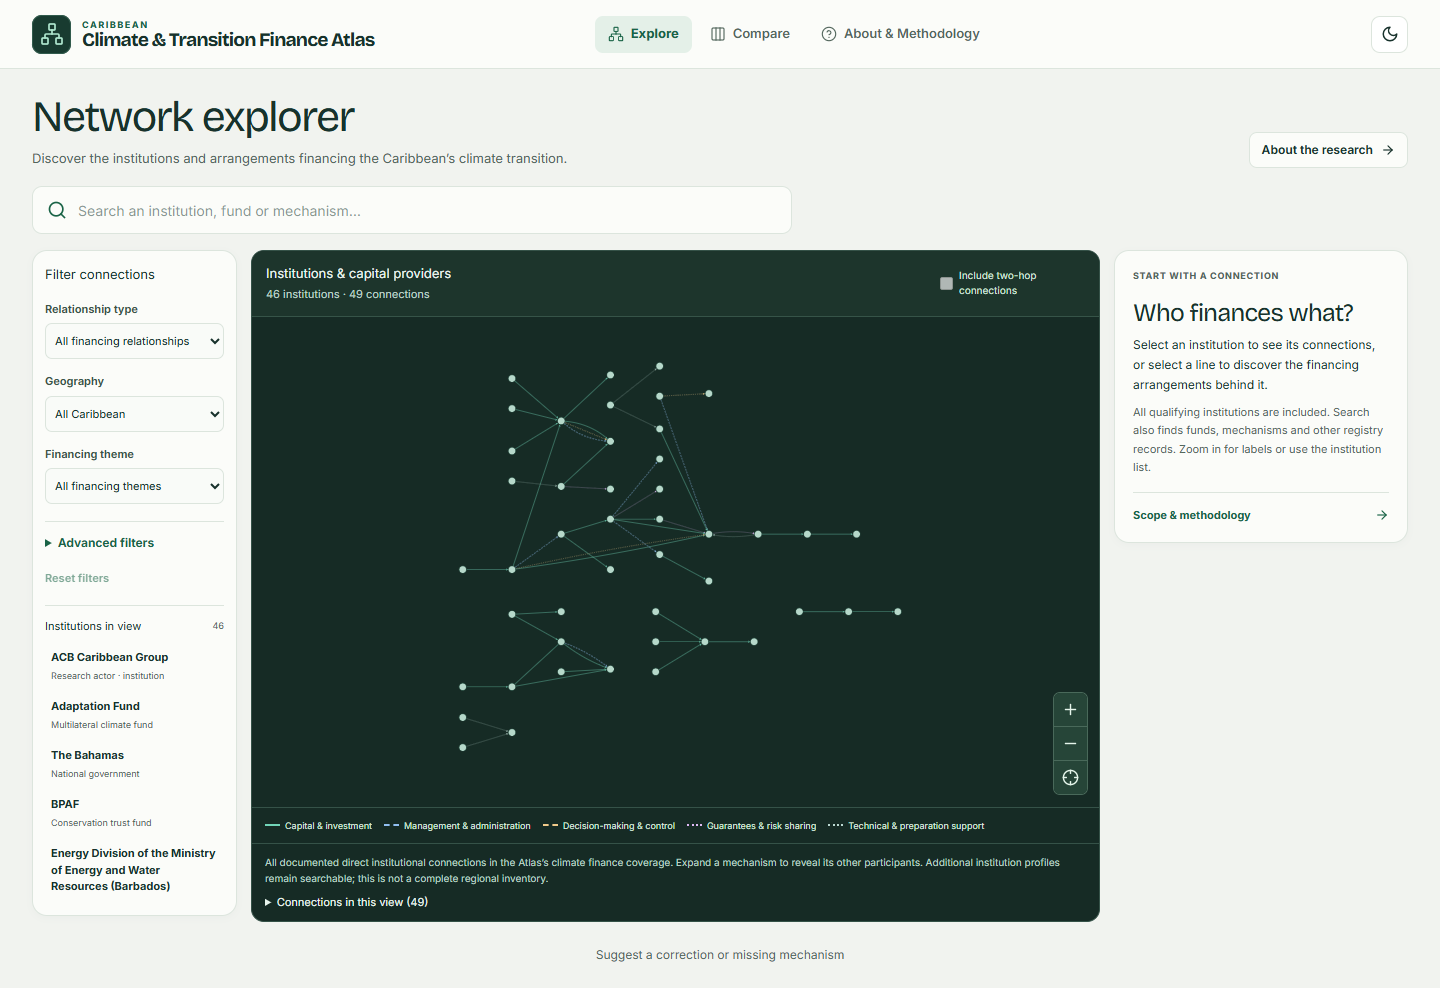 CARIBBEAN
Climate & Transition Finance Atlas
Explore
Compare
About & Methodology
Network explorer
Discover the institutions and arrangements financing the Caribbean's climate transition.
About the research
Search an institution, fund or mechanism...
Filter connections
Relationship type
All financing relationships
Geography
All Caribbean
Financing theme
All financing themes
Advanced filters
Reset filters
Institutions in view 46
ACB Caribbean Group
Research actor · institution
Adaptation Fund
Multilateral climate fund
The Bahamas
National government
BPAF
Conservation trust fund
Energy Division of the Ministry
of Energy and Water
Resources (Barbados)
Institutions & capital providers
46 institutions · 49 connections
Include two-hop
connections
Capital & investment
Management & administration
Decision-making & control
Guarantees & risk sharing
Technical & preparation support
All documented direct institutional connections in the Atlas's climate finance coverage. Expand a mechanism to reveal its other participants. Additional institution profiles
remain searchable; this is not a complete regional inventory.
Connections in this view (49)
START WITH A CONNECTION
Who finances what?
Select an institution to see its connections,
or select a line to discover the financing
arrangements behind it.
All qualifying institutions are included. Search
also finds funds, mechanisms and other registry
records. Zoom in for labels or use the institution
list.
Scope & methodology
Suggest a correction or missing mechanism